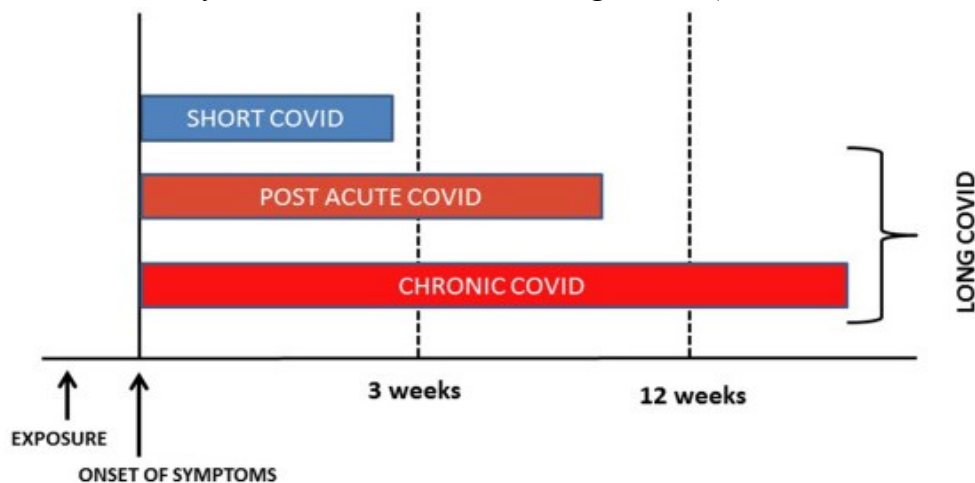 SHORT COVID
POST ACUTE COVID
CHRONIC COVID
LONG COVID
3 weeks
12 weeks
EXPOSURE
ONSET OF SYMPTOMS